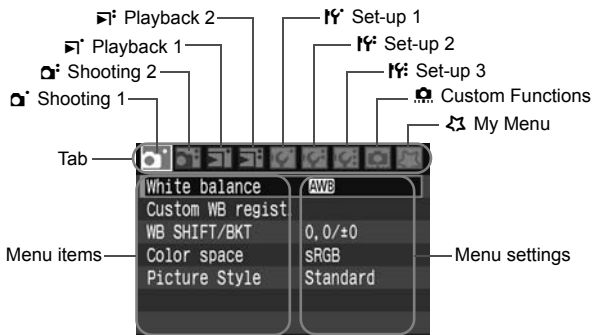 Playback 2
Playback 1
Shooting 2
Shooting 1
Set-up 1
Set-up 2
Set-up 3
Custom Functions
My Menu
Tab
White balance AWB
Custom WB regist.
WB SHIFT/BKT 0,0/±0
Color space sRGB
Picture Style Standard
Menu items
Menu settings